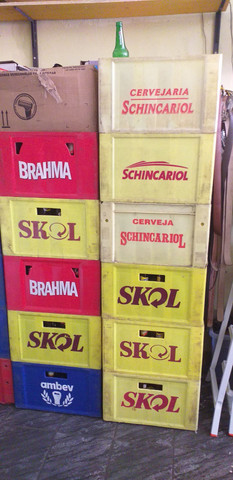 CERVEJARIA
SCHINCARIOL
SCHINCARIOL
CERVEJA
SCHINCARIOL
SKOL
SKOL
SKOL
BRAHMA
SKOL
BRAHMA
SKOL
ambev